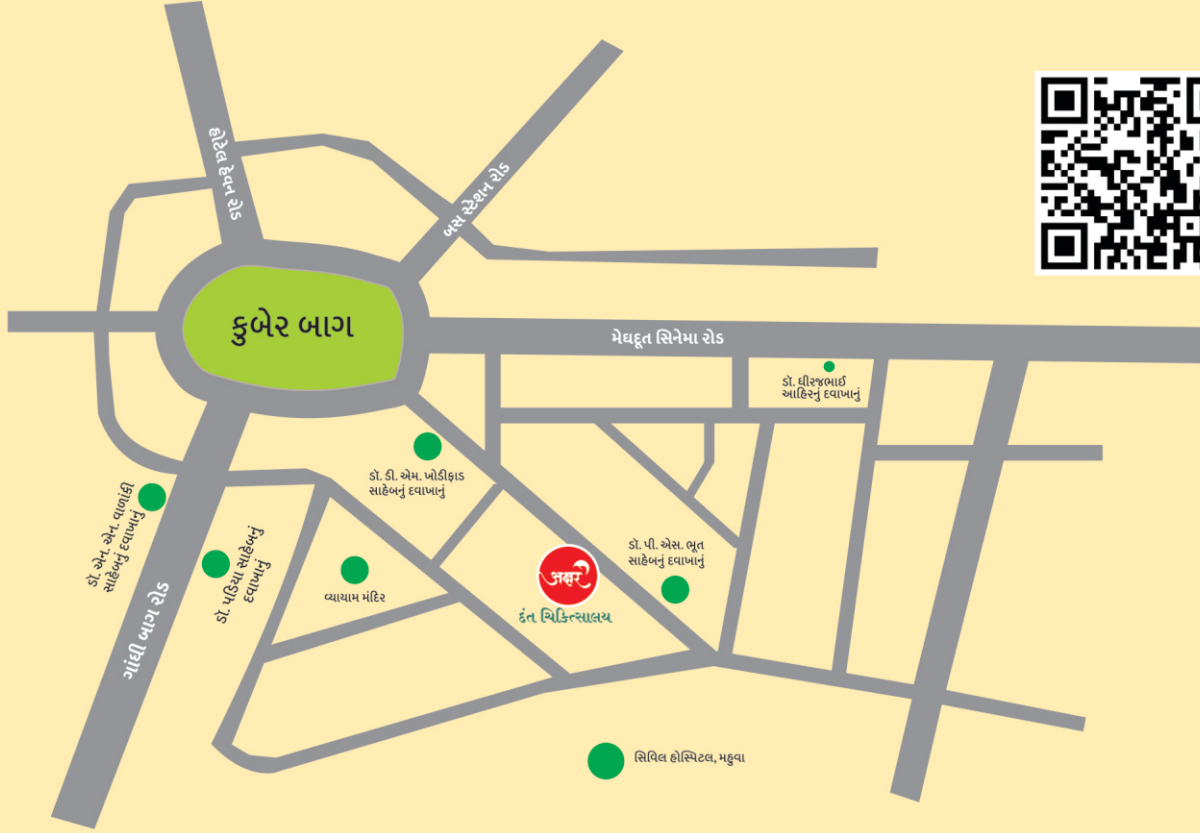 હોટેલ હેવન રોડ
બસ સ્ટેશન રોડ
કુબેર બાગ
મેઘદૂત સિનેમા રોડ
ડૉ. ધીરજભાઈ
આહિરનું દવાખાનું
ડૉ. ડી. એમ. ખોડીફાડ
સાહેબનું દવાખાનું
ડૉ. એન. એન. વાળાંકી
સાહેબનું દવાખાનું
ડૉ. પડિયા સાહેબનું
દવાખાનું
વ્યાયામ મંદિર
ડૉ. પી. એસ. ભૂત
સાહેબનું દવાખાનું
अक्षर
દંત ચિકિત્સાલય
ગાંધી બાગ રોડ
સિવિલ હોસ્પિટલ, મહુવા